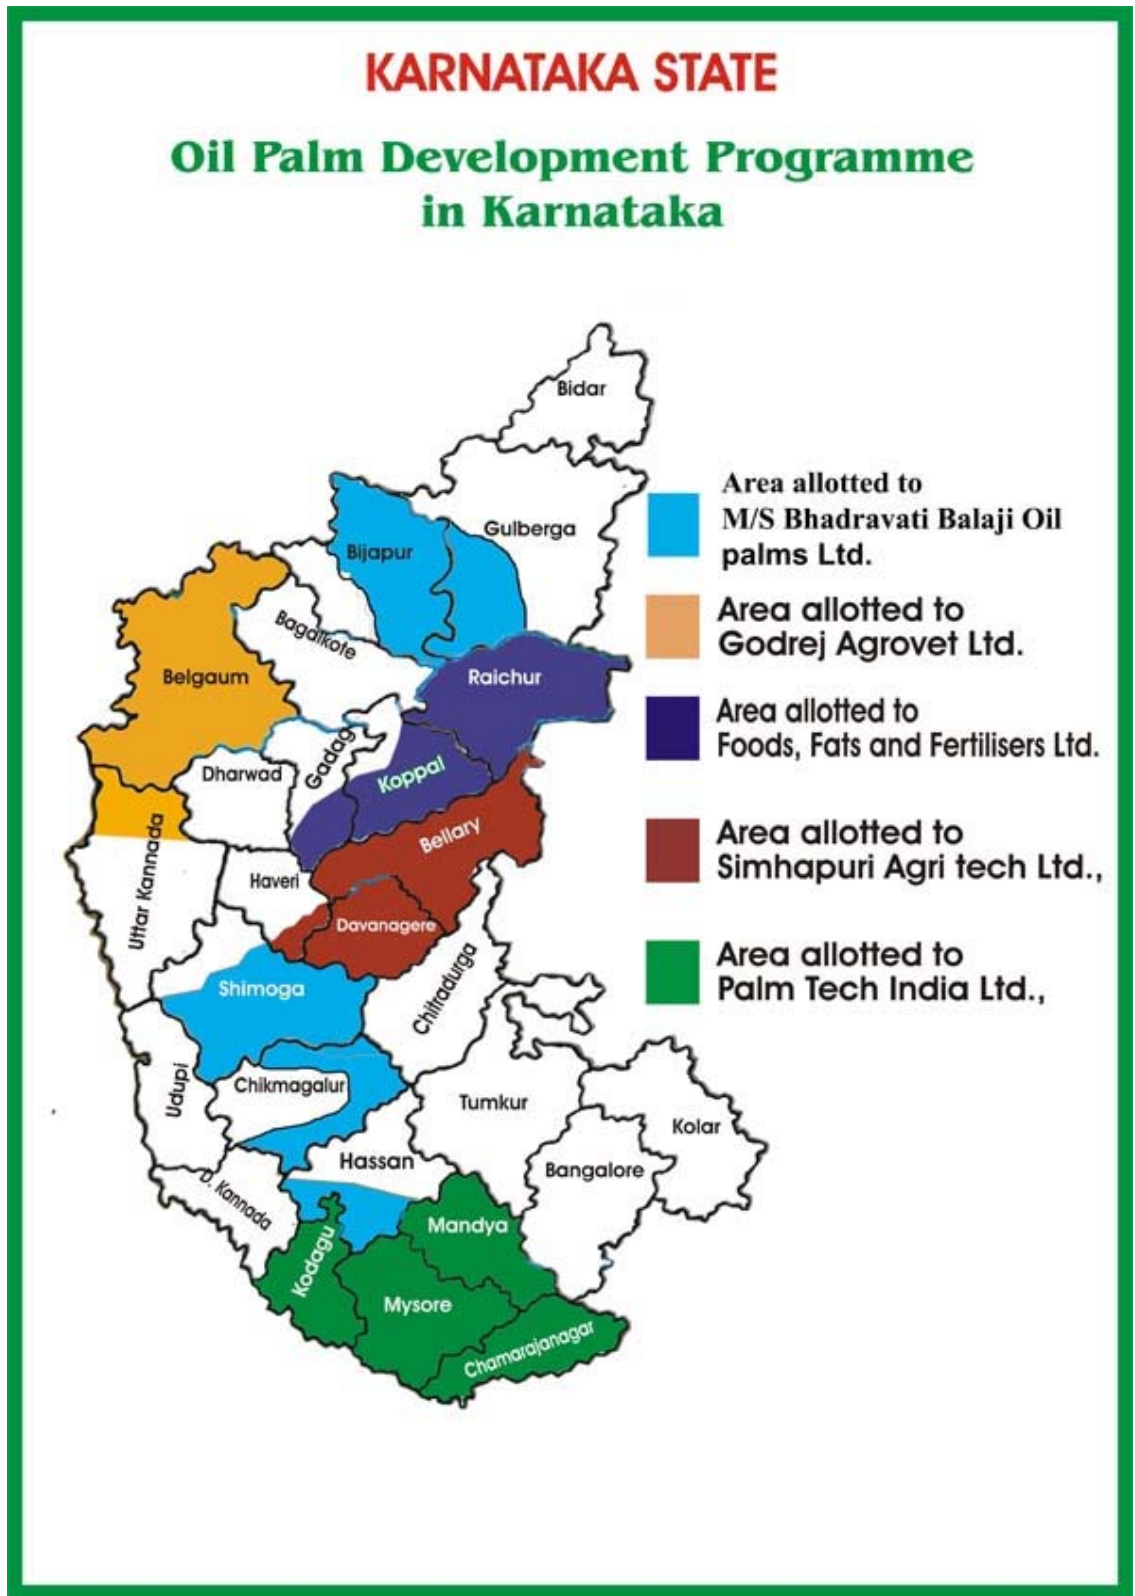 KARNATAKA STATE
Oil Palm Development Programme
in Karnataka
Bidar
Gulberga
Bijapur
Bagalkote
Belgaum
Raichur
Gadag
Koppal
Dharwad
Bellary
Uttar Kannada
Haveri
Davanagere
Chitradurga
Shimoga
Udupi
Chikmagalur
Tumkur
Kolar
Hassan
Bangalore
D. Kannada
Mandya
Kodagu
Mysore
Chamarajanagar
Area allotted to
M/S Bhadravati Balaji Oil
palms Ltd.
Area allotted to
Godrej Agrovet Ltd.
Area allotted to
Foods, Fats and Fertilisers Ltd.
Area allotted to
Simhapuri Agri tech Ltd.,
Area allotted to
Palm Tech India Ltd.,